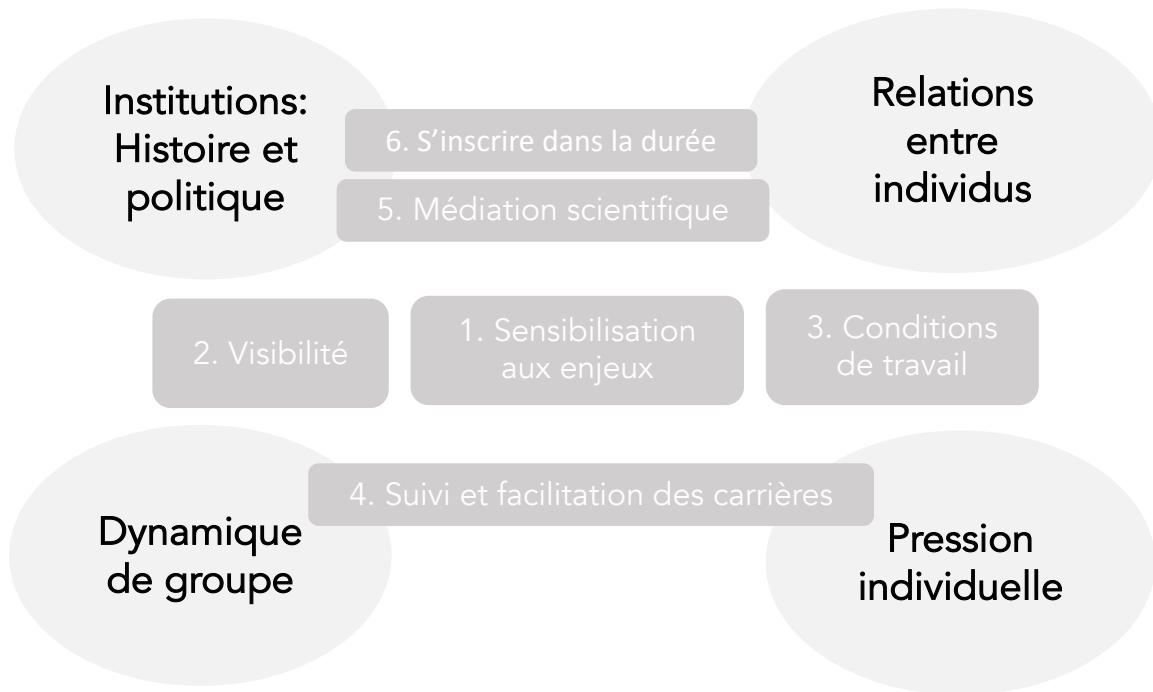 Institutions:
Histoire et
politique
Relations
entre
individus
6. S’inscrire dans la durée
5. Médiation scientifique
2. Visibilité
1. Sensibilisation
aux enjeux
3. Conditions
de travail
4. Suivi et facilitation des carrières
Dynamique
de groupe
Pression
individuelle